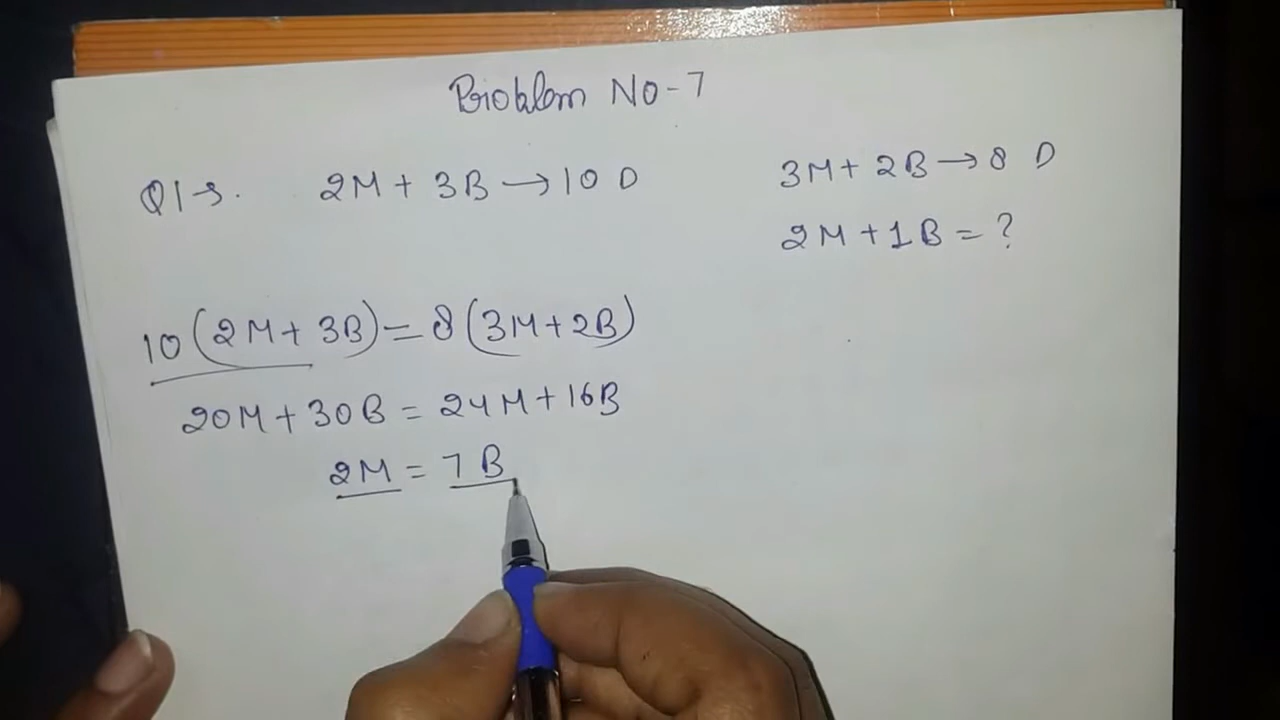 Problem No-7
Q1→. 2M + 3B → 10 D
3M + 2B → 8 D
2M + 1B = ?
10 (2M + 3B) = 8 (3M + 2B)
20M + 30B = 24M + 16B
2M = 7B